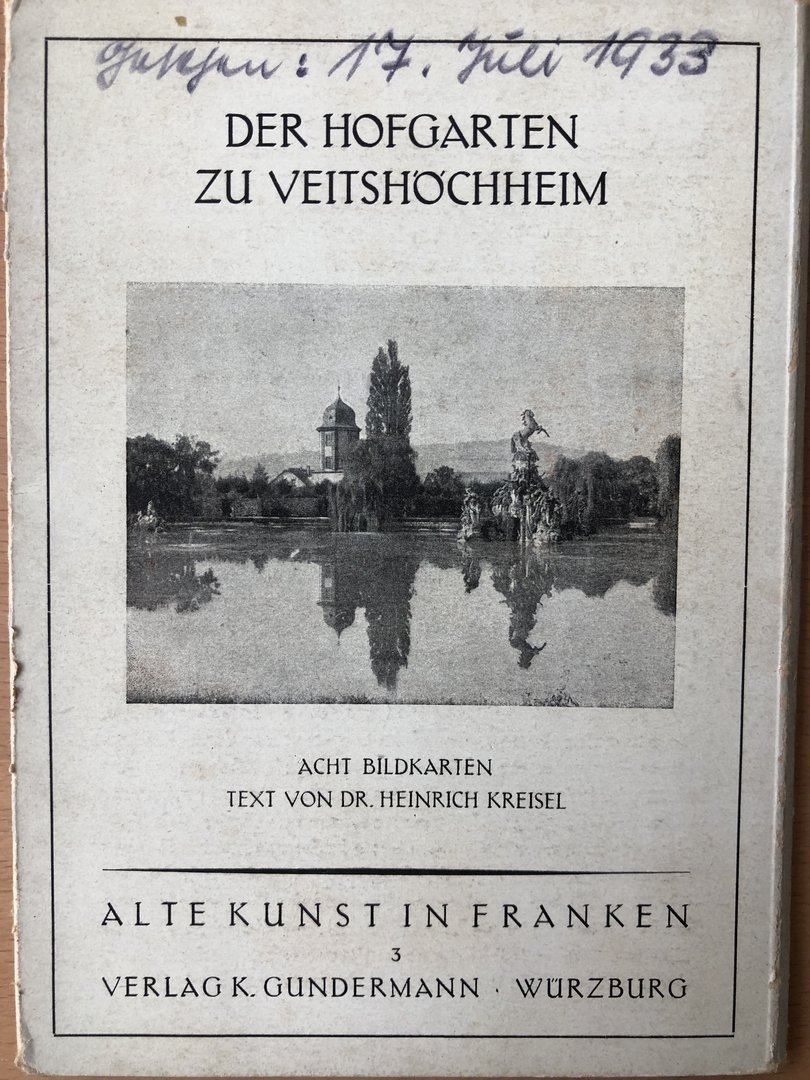 Gesehen: 17. Juli 1933
DER HOFGARTEN
ZU VEITSHÖCHHEIM
ACHT BILDKARTEN
TEXT VON DR. HEINRICH KREISEL
ALTE KUNST IN FRANKEN
3
VERLAG K. GUNDERMANN · WÜRZBURG